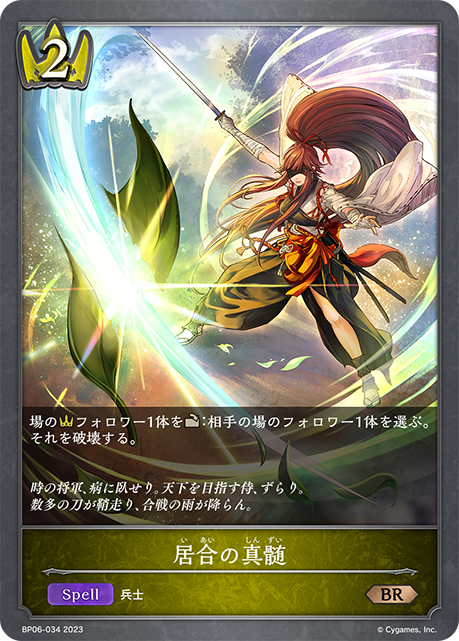 2
場のフォロワー1体を:相手の場のフォロワー1体を選ぶ。
それを破壊する。
時の将軍、病に臥せり。天下を目指す侍、ずらり。
数多の刀が鞘走り、合戦の雨が降らん。
い あい しん ずい
居合の真髄
Spell 兵士 BR
BP06-034 2023 © Cygames, Inc.